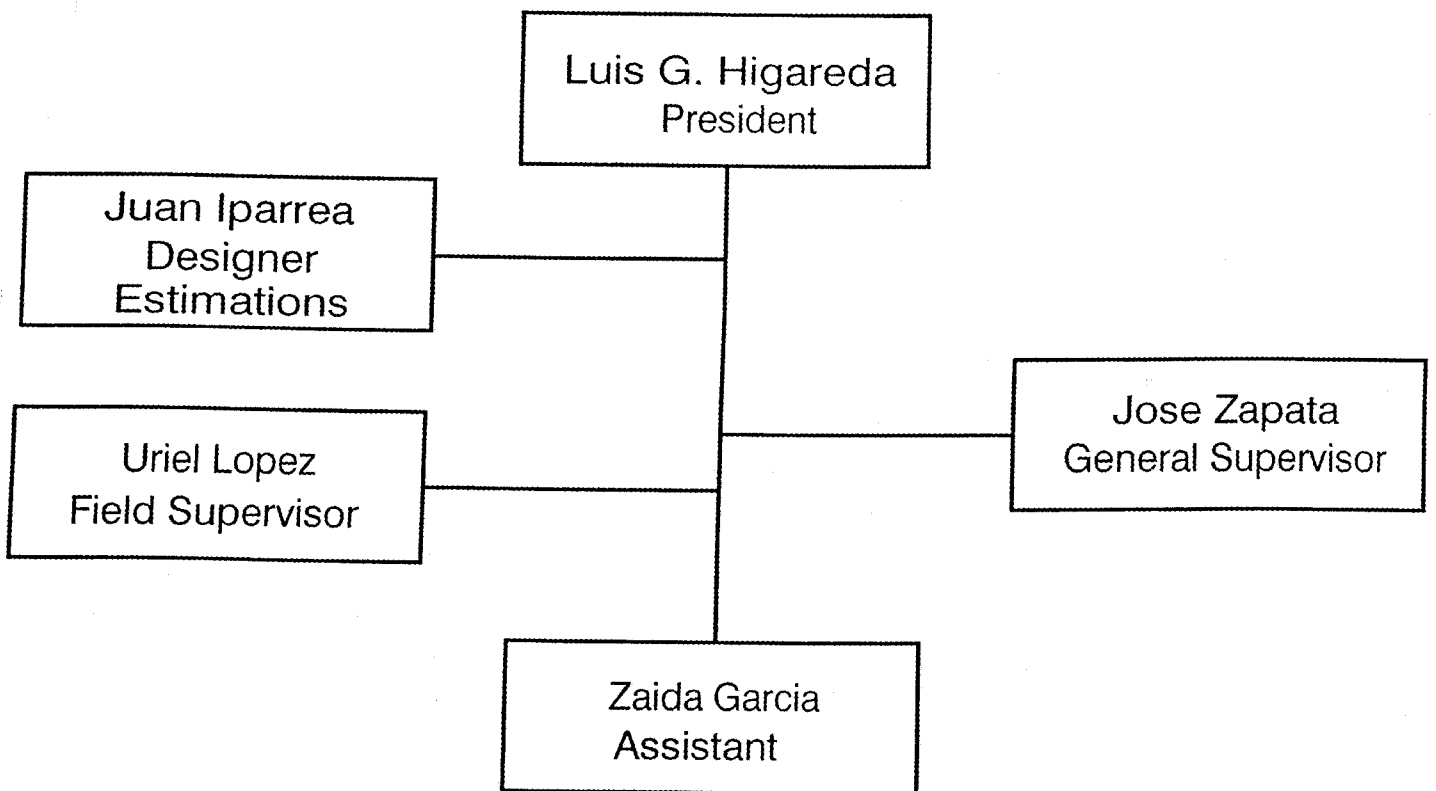 Luis G. Higareda
President
Juan Iparrea
Designer
Estimations
Jose Zapata
General Supervisor
Uriel Lopez
Field Supervisor
Zaida Garcia
Assistant